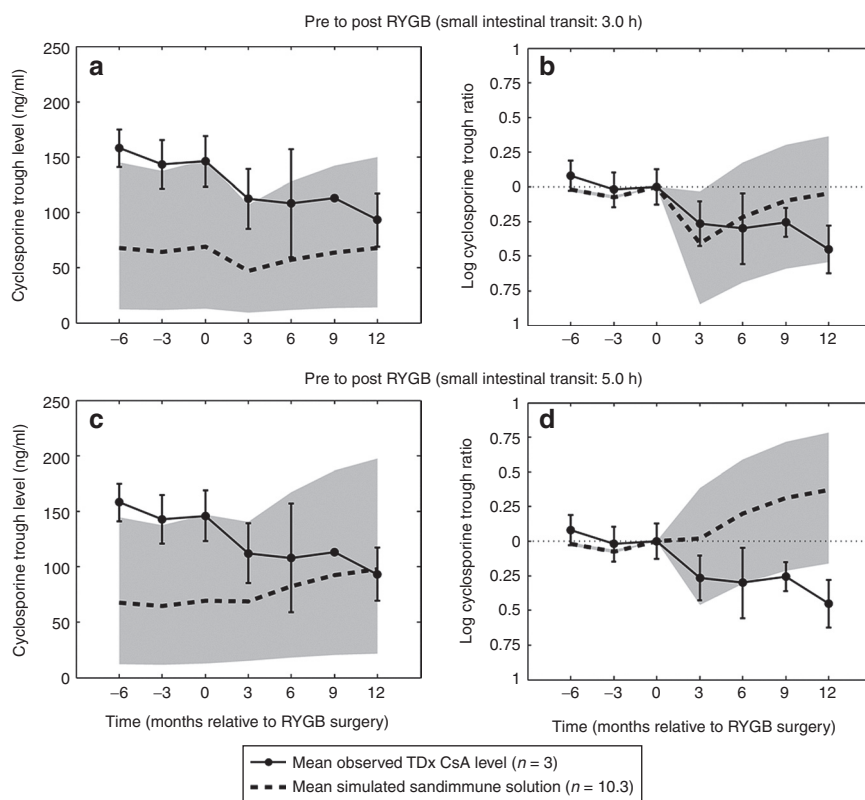 Pre to post RYGB (small intestinal transit: 3.0 h)
a
Cyclosporine trough level (ng/ml)
250
200
150
100
50
0
–6 –3 0 3 6 9 12
b
Log cyclosporine trough ratio
1
0.75
0.5
0.25
0
0.25
0.5
0.75
1
–6 –3 0 3 6 9 12
Pre to post RYGB (small intestinal transit: 5.0 h)
c
Cyclosporine trough level (ng/ml)
250
200
150
100
50
0
–6 –3 0 3 6 9 12
Time (months relative to RYGB surgery)
d
Log cyclosporine trough ratio
1
0.75
0.5
0.25
0
0.25
0.5
0.75
1
–6 –3 0 3 6 9 12
Time (months relative to RYGB surgery)
Mean observed TDx CsA level (n = 3)
Mean simulated sandimmune solution (n = 10.3)